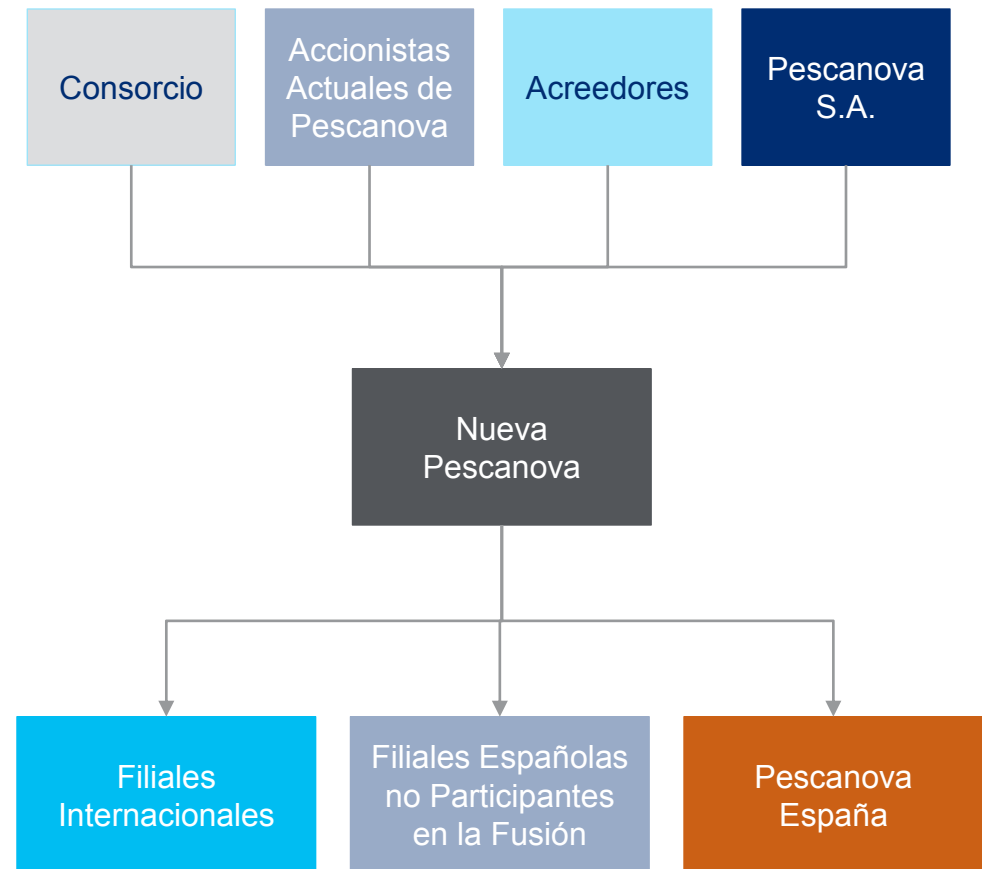 Consorcio
Accionistas
Actuales de
Pescanova
Acreedores
Pescanova
S.A.
Nueva
Pescanova
Filiales
Internacionales
Filiales Españolas
no Participantes
en la Fusión
Pescanova
España